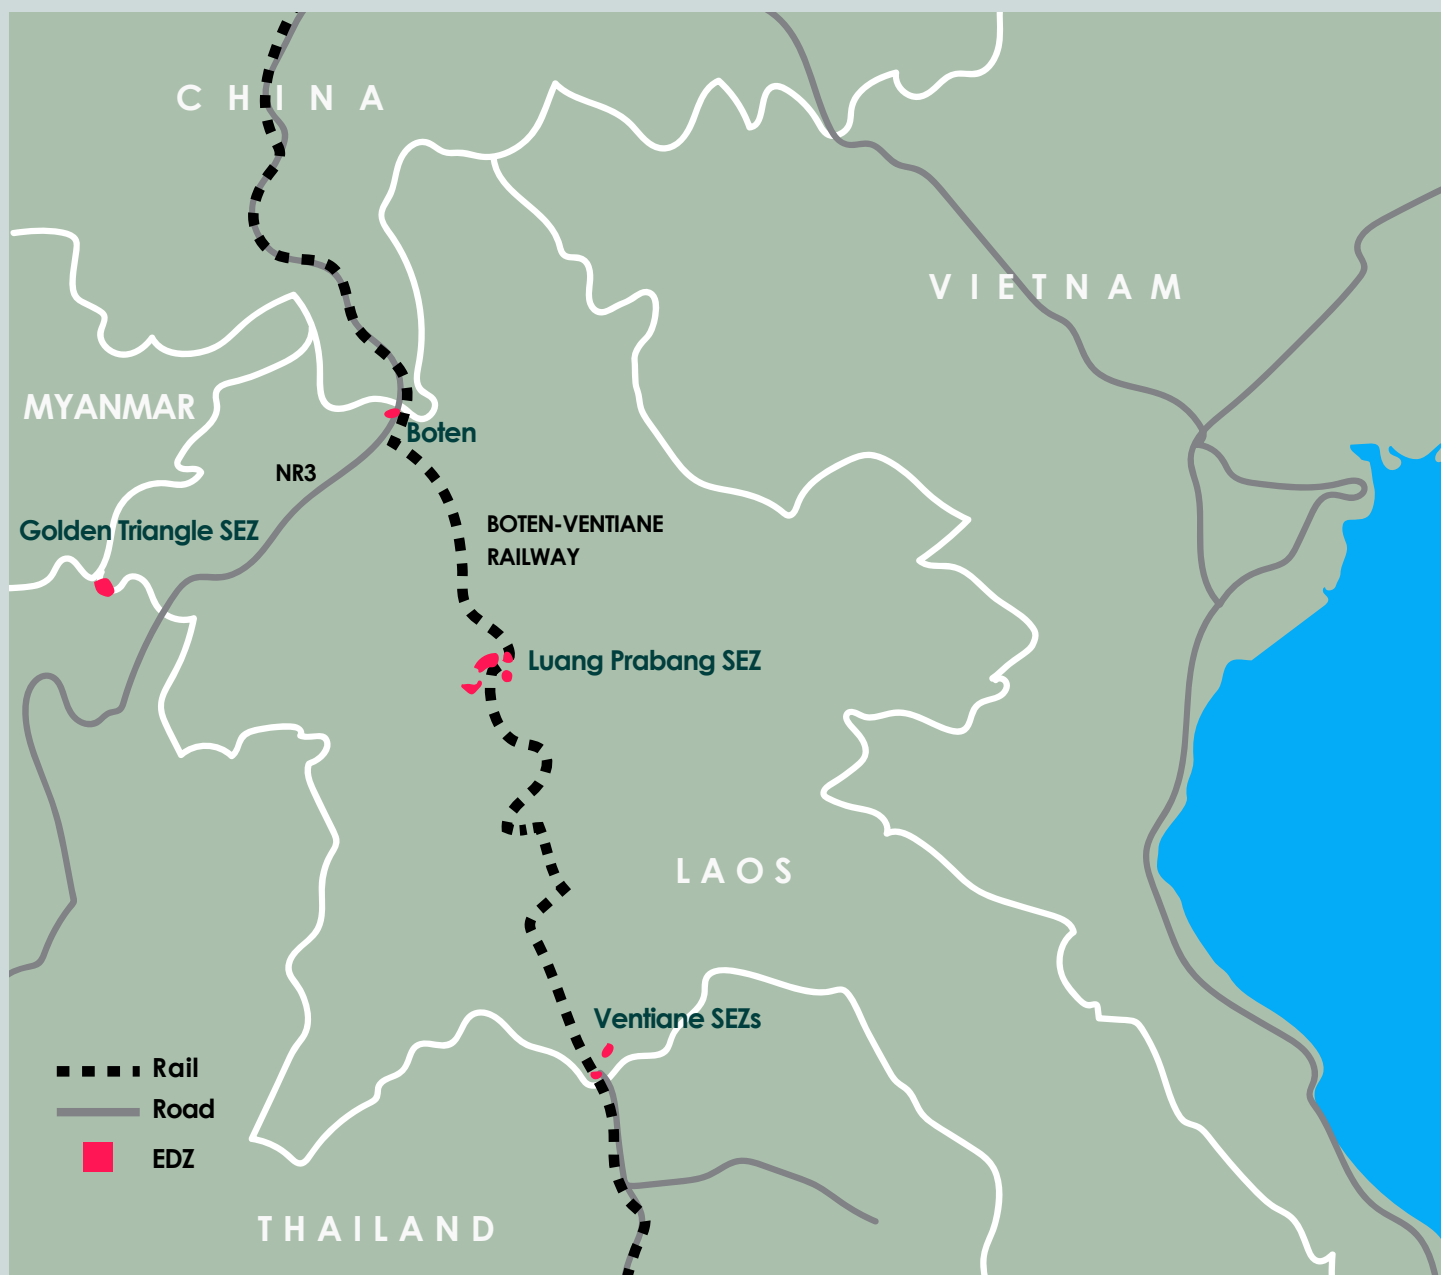 CHINA
VIETNAM
MYANMAR
Boten
NR3
Golden Triangle SEZ
BOTEN-VENTIANE
RAILWAY
Luang Prabang SEZ
LAOS
Ventiane SEZs
Rail
Road
EDZ
THAILAND